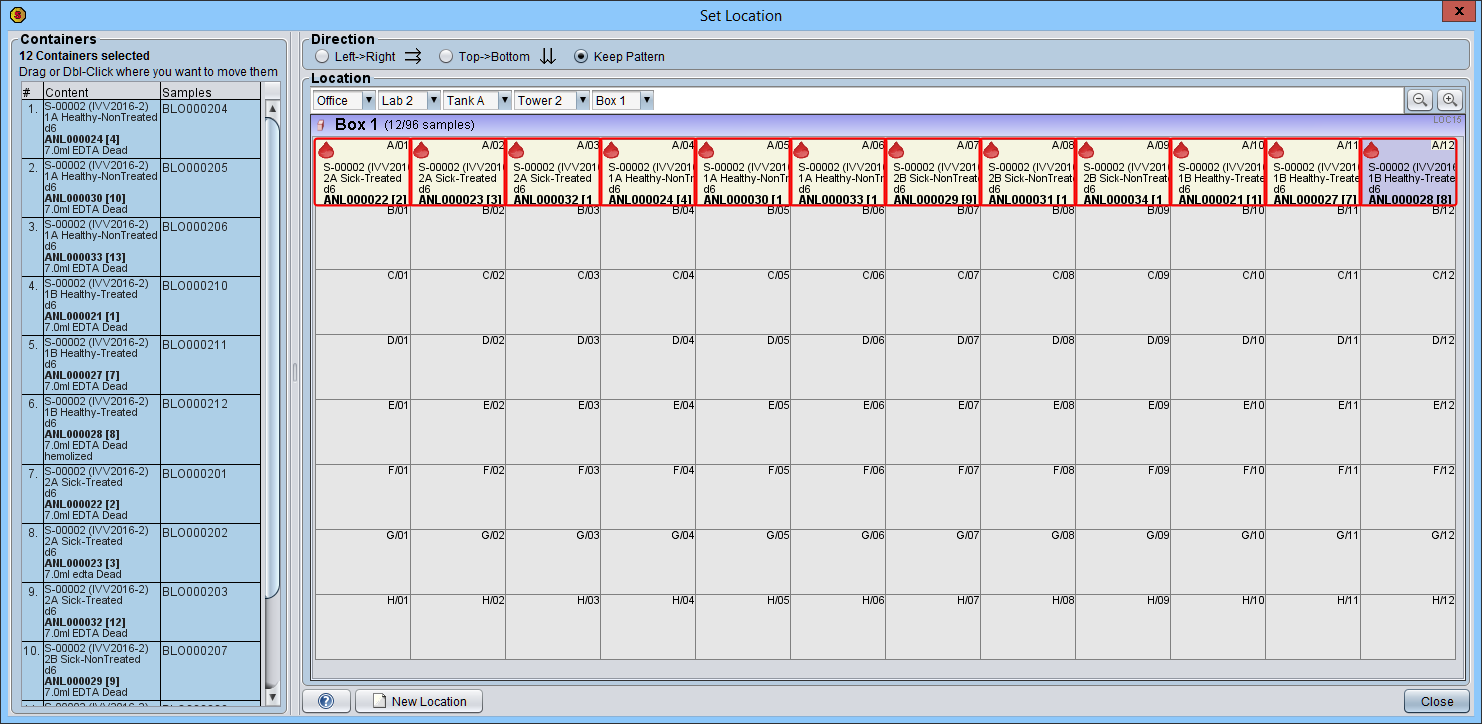 Set Location
x
Containers
12 Containers selected
Drag or Dbl-Click where you want to move them
# Content Samples
1. S-00002 (IVV2016-2) BLO000204
1A Healthy-NonTreated
d6
ANL000024 [4]
7.0ml EDTA Dead
2. S-00002 (IVV2016-2) BLO000205
1A Healthy-NonTreated
d6
ANL000030 [10]
7.0ml EDTA Dead
3. S-00002 (IVV2016-2) BLO000206
1A Healthy-NonTreated
d6
ANL000033 [13]
7.0ml EDTA Dead
4. S-00002 (IVV2016-2) BLO000210
1B Healthy-Treated
d6
ANL000021 [1]
7.0ml EDTA Dead
5. S-00002 (IVV2016-2) BLO000211
1B Healthy-Treated
d6
ANL000027 [7]
7.0ml EDTA Dead
6. S-00002 (IVV2016-2) BLO000212
1B Healthy-Treated
d6
ANL000028 [8]
7.0ml EDTA Dead
hemolized
7. S-00002 (IVV2016-2) BLO000201
2A Sick-Treated
d6
ANL000022 [2]
7.0ml EDTA Dead
8. S-00002 (IVV2016-2) BLO000202
2A Sick-Treated
d6
ANL000023 [3]
7.0ml edta Dead
9. S-00002 (IVV2016-2) BLO000203
2A Sick-Treated
d6
ANL000032 [12]
7.0ml EDTA Dead
10. S-00002 (IVV2016-2) BLO000207
2B Sick-NonTreated
d6
ANL000029 [9]
7.0ml EDTA Dead
Direction
Left->Right Top->Bottom Keep Pattern
Location
Office Lab 2 Tank A Tower 2 Box 1
Box 1 (12/96 samples)
A/01 A/02 A/03 A/04 A/05 A/06 A/07 A/08 A/09 A/10 A/11 A/12
S-00002 (IVV201 S-00002 (IVV201 S-00002 (IVV201 S-00002 (IVV201 S-00002 (IVV201 S-00002 (IVV201 S-00002 (IVV201 S-00002 (IVV201 S-00002 (IVV201 S-00002 (IVV201 S-00002 (IVV201 S-00002 (IVV201
2A Sick-Treated 2A Sick-Treated 2A Sick-Treated 1A Healthy-NonTr 1A Healthy-NonTr 1A Healthy-NonTr 2B Sick-NonTreat 2B Sick-NonTreat 2B Sick-NonTreat 1B Healthy-Treate 1B Healthy-Treate 1B Healthy-Treate
d6 d6 d6 d6 d6 d6 d6 d6 d6 d6 d6 d6
ANL000022 [2] ANL000023 [3] ANL000032 [1 ANL000024 [4] ANL000030 [1 ANL000033 [1 ANL000029 [9] ANL000031 [1 ANL000034 [1 ANL000021 [1] ANL000027 [7] ANL000028 [8]
B/01 B/02 B/03 B/04 B/05 B/06 B/07 B/08 B/09 B/10 B/11 B/12
C/01 C/02 C/03 C/04 C/05 C/06 C/07 C/08 C/09 C/10 C/11 C/12
D/01 D/02 D/03 D/04 D/05 D/06 D/07 D/08 D/09 D/10 D/11 D/12
E/01 E/02 E/03 E/04 E/05 E/06 E/07 E/08 E/09 E/10 E/11 E/12
F/01 F/02 F/03 F/04 F/05 F/06 F/07 F/08 F/09 F/10 F/11 F/12
G/01 G/02 G/03 G/04 G/05 G/06 G/07 G/08 G/09 G/10 G/11 G/12
H/01 H/02 H/03 H/04 H/05 H/06 H/07 H/08 H/09 H/10 H/11 H/12
? New Location Close